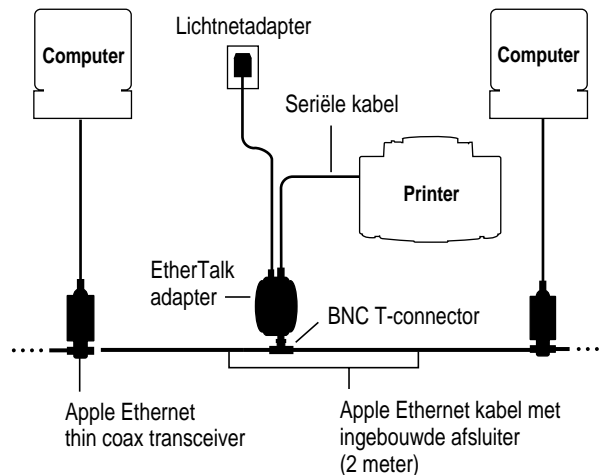 Lichtnetadapter
Computer
Computer
Seriële kabel
Printer
EtherTalk
adapter
BNC T-connector
Apple Ethernet
thin coax transceiver
Apple Ethernet kabel met
ingebouwde afsluiter
(2 meter)